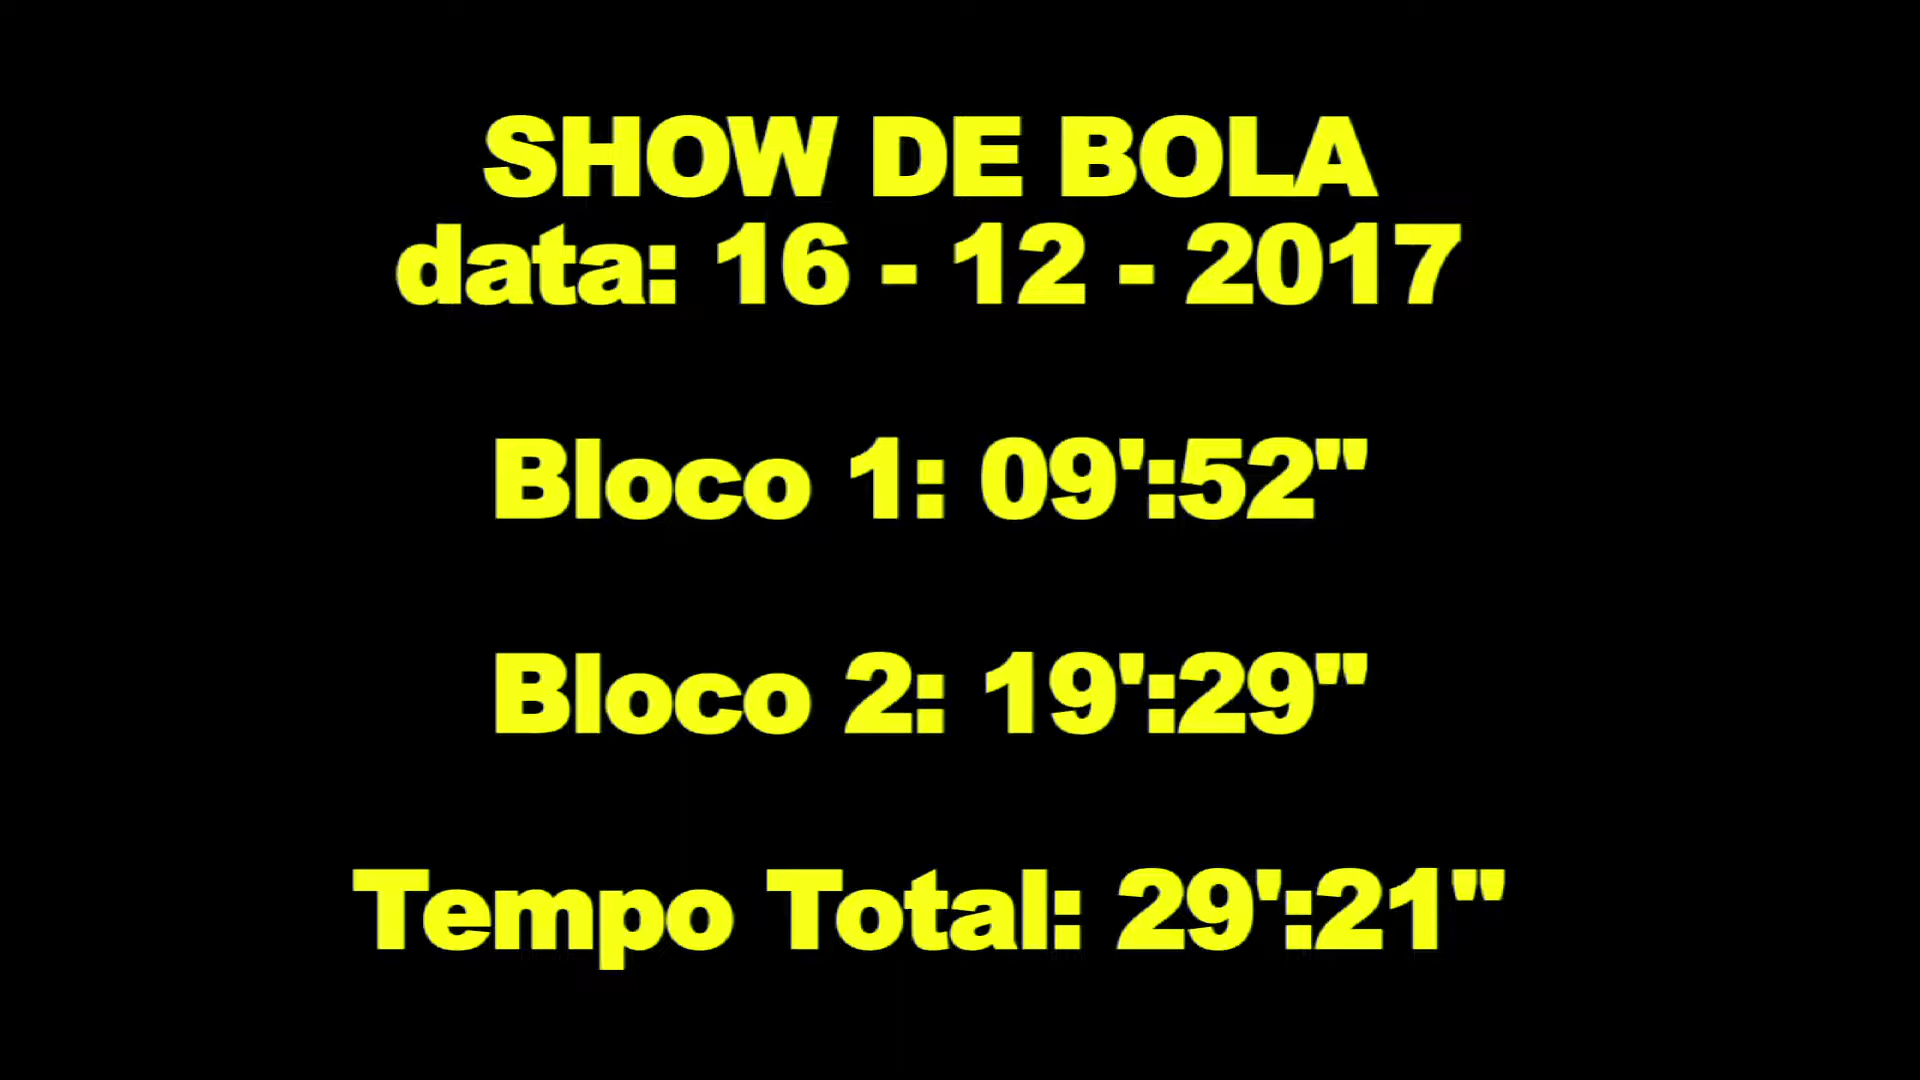 SHOW DE BOLA
data: 16 - 12 - 2017
Bloco 1: 09':52"
Bloco 2: 19':29"
Tempo Total: 29':21"